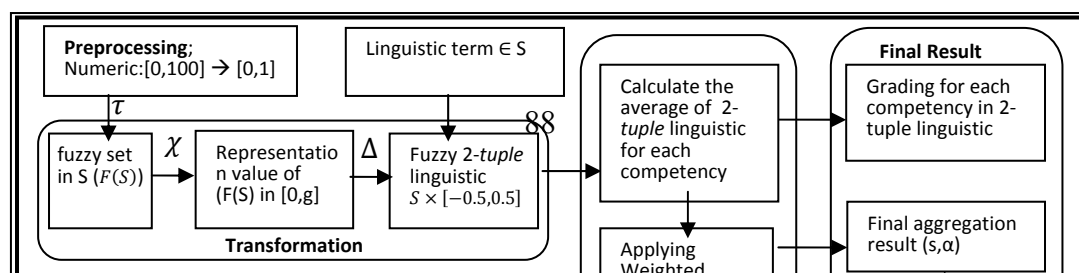 Preprocessing;
Numeric:[0,100] → [0,1]
Linguistic term ∈ S
τ
88
fuzzy set
in S (F(S))
χ
Representatio
n value of
(F(S) in [0,g]
Δ
Fuzzy 2-tuple
linguistic
S × [−0.5,0.5]
Transformation
Calculate the
average of 2-
tuple linguistic
for each
competency
Applying
Weighted
Final Result
Grading for each
competency in 2-
tuple linguistic
Final aggregation
result (s,α)